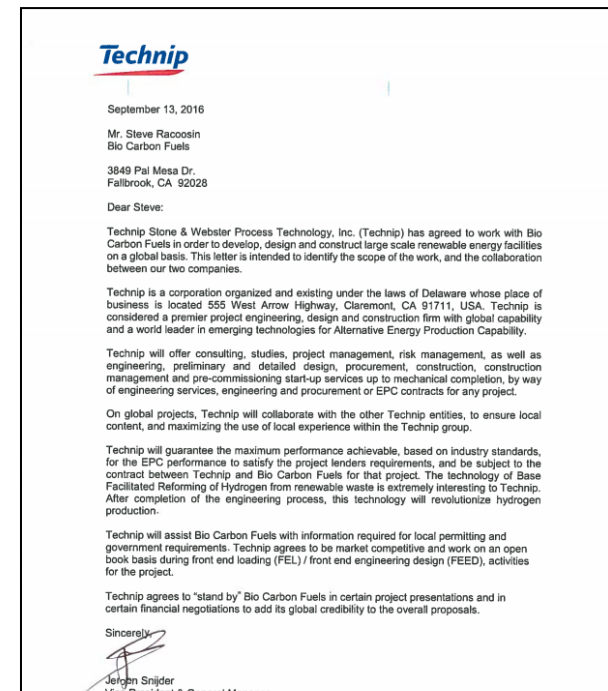 Technip
September 13, 2016
Mr. Steve Racoosin
Bio Carbon Fuels
3849 Pal Mesa Dr.
Fallbrook, CA 92028
Dear Steve:
Technip Stone & Webster Process Technology, Inc. (Technip) has agreed to work with Bio
Carbon Fuels in order to develop, design and construct large scale renewable energy facilities
on a global basis. This letter is intended to identify the scope of the work, and the collaboration
between our two companies.
Technip is a corporation organized and existing under the laws of Delaware whose place of
business is located 555 West Arrow Highway, Claremont, CA 91711, USA. Technip is
considered a premier project engineering, design and construction firm with global capability
and a world leader in emerging technologies for Alternative Energy Production Capability.
Technip will offer consulting, studies, project management, risk management, as well as
engineering, preliminary and detailed design, procurement, construction, construction
management and pre-commissioning start-up services up to mechanical completion, by way
of engineering services, engineering and procurement or EPC contracts for any project.
On global projects, Technip will collaborate with the other Technip entities, to ensure local
content, and maximizing the use of local experience within the Technip group.
Technip will guarantee the maximum performance achievable, based on industry standards,
for the EPC performance to satisfy the project lenders requirements, and be subject to the
contract between Technip and Bio Carbon Fuels for that project. The technology of Base
Facilitated Reforming of Hydrogen from renewable waste is extremely interesting to Technip.
After completion of the engineering process, this technology will revolutionize hydrogen
production.
Technip will assist Bio Carbon Fuels with information required for local permitting and
government requirements. Technip agrees to be market competitive and work on an open
book basis during front end loading (FEL) / front end engineering design (FEED), activities
for the project.
Technip agrees to "stand by" Bio Carbon Fuels in certain project presentations and in
certain financial negotiations to add its global credibility to the overall proposals.
Sincerely,
Jeroen Snijder
Vice President & General Manager